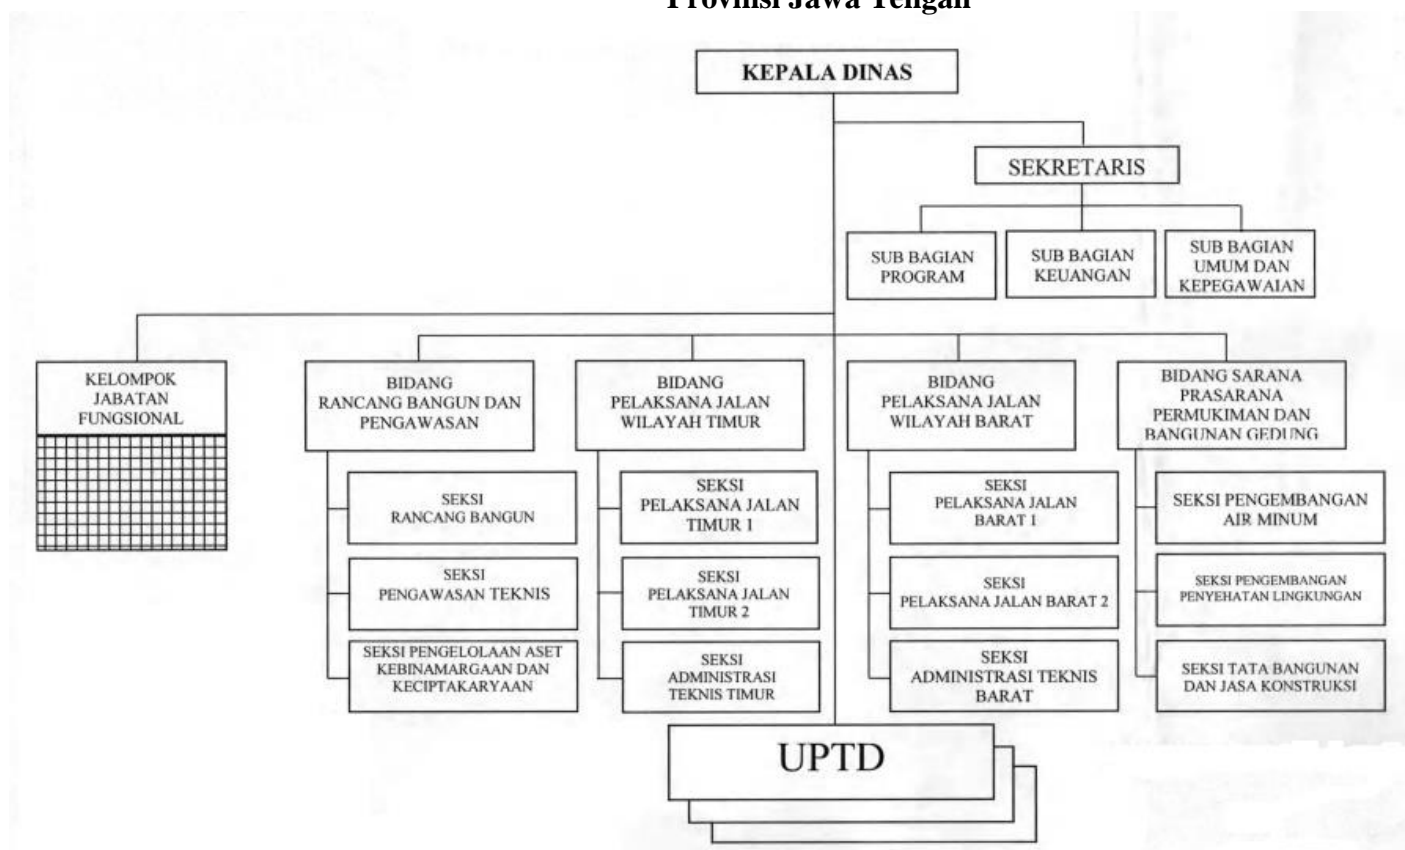 Provinsi Jawa Tengah
KEPALA DINAS
SEKRETARIS
SUB BAGIAN
PROGRAM
SUB BAGIAN
KEUANGAN
SUB BAGIAN
UMUM DAN
KEPEGAWAIAN
KELOMPOK
JABATAN
FUNGSIONAL
BIDANG
RANCANG BANGUN DAN
PENGAWASAN
BIDANG
PELAKSANA JALAN
WILAYAH TIMUR
BIDANG
PELAKSANA JALAN
WILAYAH BARAT
BIDANG SARANA
PRASARANA
PERMUKIMAN DAN
BANGUNAN GEDUNG
SEKSI
RANCANG BANGUN
SEKSI
PELAKSANA JALAN
TIMUR 1
SEKSI
PELAKSANA JALAN
BARAT 1
SEKSI PENGEMBANGAN
AIR MINUM
SEKSI
PENGAWASAN TEKNIS
SEKSI
PELAKSANA JALAN
TIMUR 2
SEKSI
PELAKSANA JALAN BARAT 2
SEKSI PENGEMBANGAN
PENYEHATAN LINGKUNGAN
SEKSI PENGELOLAAN ASET
KEBINAMARGAAN DAN
KECIPTAKARYAAN
SEKSI
ADMINISTRASI
TEKNIS TIMUR
SEKSI
ADMINISTRASI TEKNIS
BARAT
SEKSI TATA BANGUNAN
DAN JASA KONSTRUKSI
UPTD